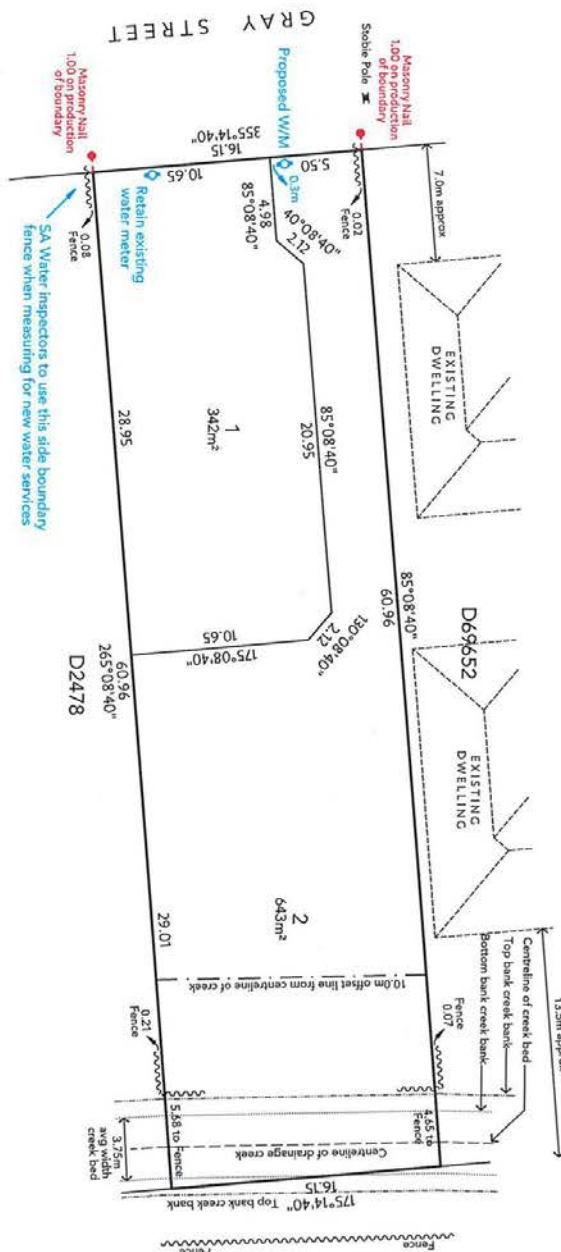 GRAY STREET
Stobie Pole
Masonry Nail
1.00 on production
of boundary
Masonry Nail
1.00 on production
of boundary
Proposed W/M
355°14'40"
16.15
5.50
0.3m
10.65
Retain existing
water meter
0.02
Fence
0.08
Fence
SA Water inspectors to use this side boundary
fence when measuring for new water services
7.0m approx
4.98
85°08'40"
40°08'40"
2.12
EXISTING
DWELLING
85°08'40"
20.95
1
342m²
28.95
85°08'40"
60.96
D69652
130°08'40"
2.12
10.65
175°08'40"
60.96
265°08'40"
D2478
EXISTING
DWELLING
2
643m²
29.01
10.0m offset line from centreline of creek
Bottom bank creek bank
Top bank creek bank
Centreline of creek bed
13.5m approx
Fence
0.07
0.21
Fence
4.65 to
Fence
5.68 to Fence
Centreline of drainage creek
3.75m
avg width
creek bed
16.15
175°14'40"
Top bank creek bank
Fence
Fence